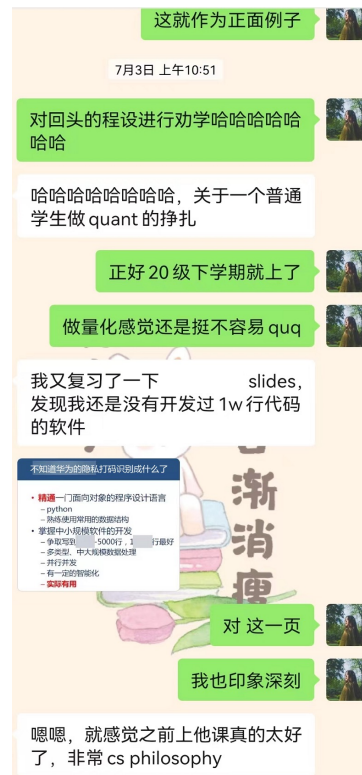 这就作为正面例子
7月3日 上午10:51
对回头的程设进行劝学哈哈哈哈哈
哈哈
哈哈哈哈哈哈哈哈，关于一个普通
学生做 quant 的挣扎
正好 20 级下学期就上了
做量化感觉还是挺不容易 quq
我又复习了一下 slides，
发现我还是没有开发过 1w 行代码
的软件
不知道华为的隐私打码识别成什么了
• 精通一门面向对象的程序设计语言
– python
– 熟练使用常用的数据结构
• 掌握中小规模软件的开发
– 争取写到 -5000行，1 行最好
– 多类型、中大规模数据处理
– 并行并发
– 有一定的智能化
– 实际有用
渐
消
瘦
对 这一页
我也印象深刻
嗯嗯，就感觉之前上他课真的太好
了，非常 cs philosophy